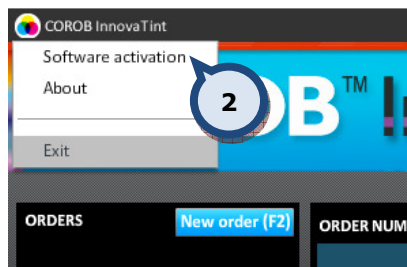 COROB InnovaTint
Software activation
About
2
OB™
Exit
ORDERS
New order (F2)
ORDER NUM